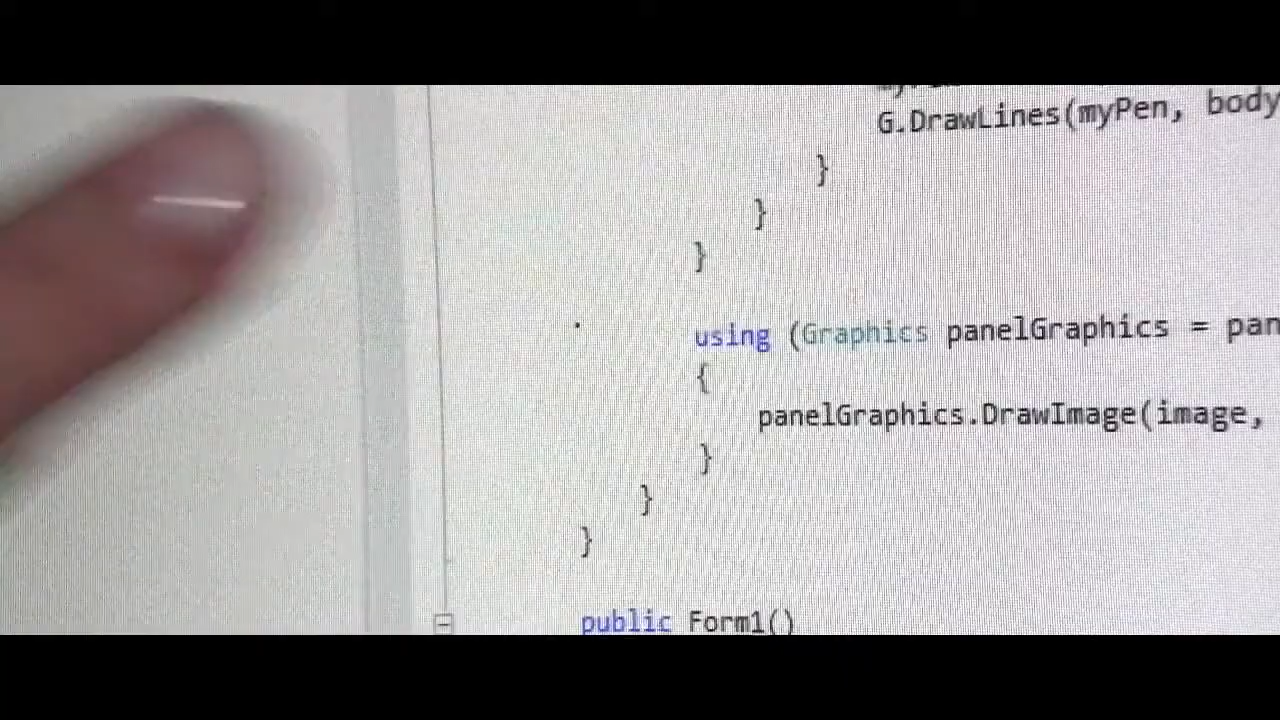 G.DrawLines(myPen, body
}
}
}
using (Graphics panelGraphics = pan
{
panelGraphics.DrawImage(image,
}
}
}
public Form1()